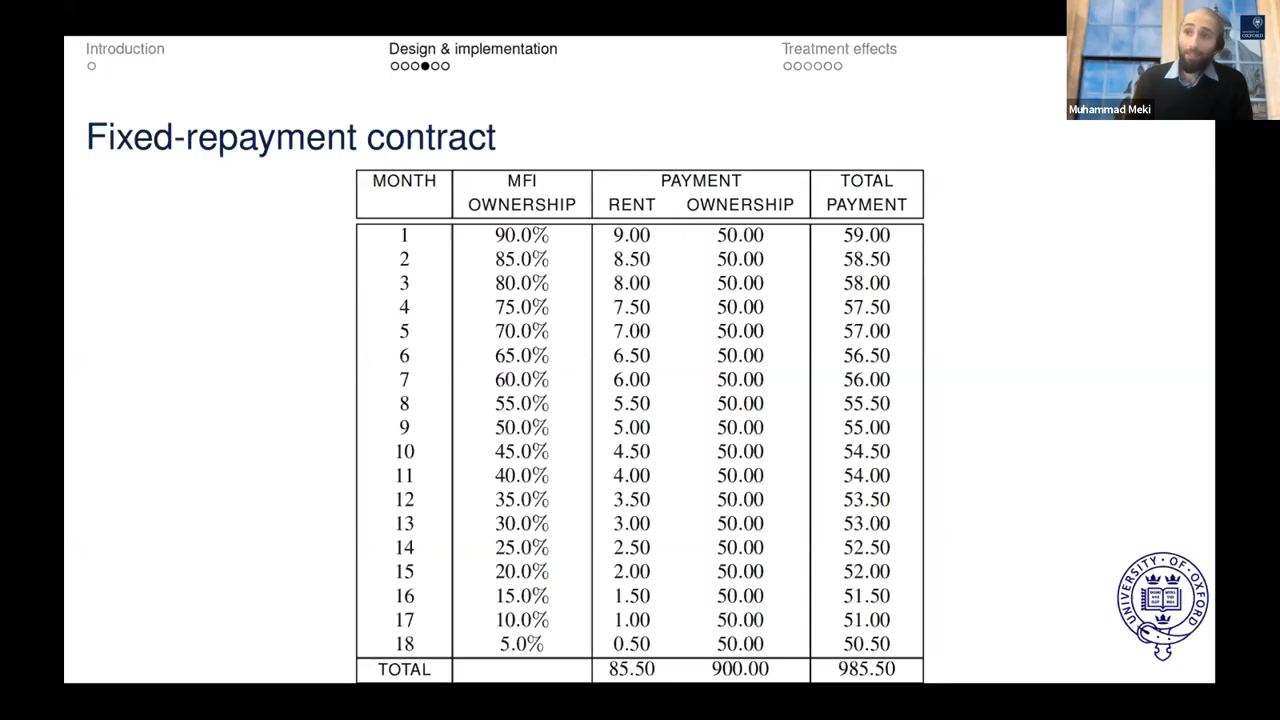 Introduction Design & implementation Treatment effects
UNIVERSITY OF OXFORD
Muhammad Meki
Fixed-repayment contract
MONTH MFI PAYMENT TOTAL
OWNERSHIP RENT OWNERSHIP PAYMENT
1 90.0% 9.00 50.00 59.00
2 85.0% 8.50 50.00 58.50
3 80.0% 8.00 50.00 58.00
4 75.0% 7.50 50.00 57.50
5 70.0% 7.00 50.00 57.00
6 65.0% 6.50 50.00 56.50
7 60.0% 6.00 50.00 56.00
8 55.0% 5.50 50.00 55.50
9 50.0% 5.00 50.00 55.00
10 45.0% 4.50 50.00 54.50
11 40.0% 4.00 50.00 54.00
12 35.0% 3.50 50.00 53.50
13 30.0% 3.00 50.00 53.00
14 25.0% 2.50 50.00 52.50
15 20.0% 2.00 50.00 52.00
16 15.0% 1.50 50.00 51.50
17 10.0% 1.00 50.00 51.00
18 5.0% 0.50 50.00 50.50
TOTAL 85.50 900.00 985.50
UNIVERSITY · OF · OXFORD